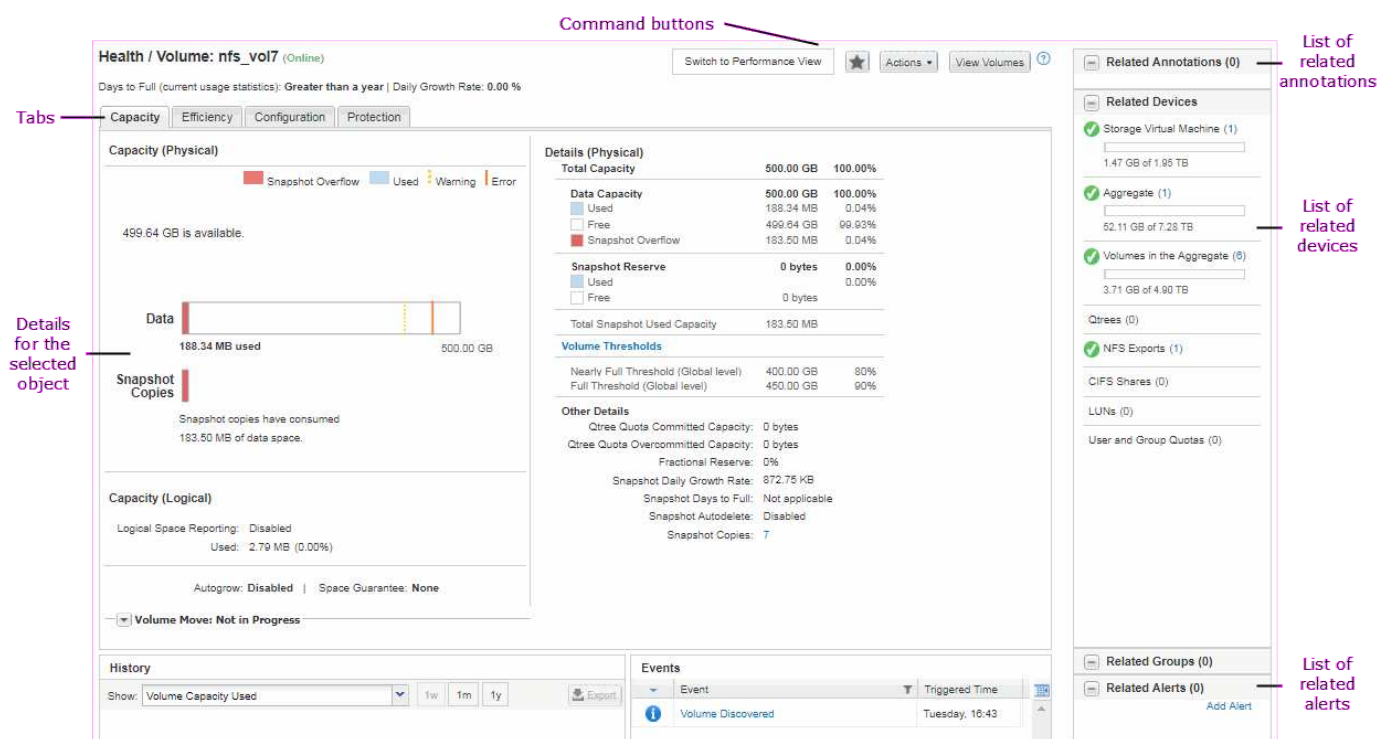 Command buttons
Health / Volume: nfs_vol7 (Online)
Switch to Performance View
Actions
View Volumes
?
Days to Full (current usage statistics): Greater than a year | Daily Growth Rate: 0.00 %
Tabs
Capacity
Efficiency
Configuration
Protection
Capacity (Physical)
Snapshot Overflow
Used
Warning
Error
499.64 GB is available.
Data
188.34 MB used
500.00 GB
Details
for the
selected
object
Snapshot
Copies
Snapshot copies have consumed
183.50 MB of data space.
Capacity (Logical)
Logical Space Reporting: Disabled
Used: 2.79 MB (0.00%)
Autogrow: Disabled | Space Guarantee: None
Volume Move: Not in Progress
Details (Physical)
Total Capacity 500.00 GB 100.00%
Data Capacity 500.00 GB 100.00%
Used 188.34 MB 0.04%
Free 499.64 GB 99.93%
Snapshot Overflow 183.50 MB 0.04%
Snapshot Reserve 0 bytes 0.00%
Used 0.00%
Free 0 bytes
Total Snapshot Used Capacity 183.50 MB
Volume Thresholds
Nearly Full Threshold (Global level) 400.00 GB 80%
Full Threshold (Global level) 450.00 GB 90%
Other Details
Qtree Quota Committed Capacity: 0 bytes
Qtree Quota Overcommitted Capacity: 0 bytes
Fractional Reserve: 0%
Snapshot Daily Growth Rate: 872.75 KB
Snapshot Days to Full: Not applicable
Snapshot Autodelete: Disabled
Snapshot Copies: 7
Related Annotations (0)
List of
related
annotations
Related Devices
Storage Virtual Machine (1)
1.47 GB of 1.95 TB
Aggregate (1)
52.11 GB of 7.28 TB
List of
related
devices
Volumes in the Aggregate (6)
3.71 GB of 4.90 TB
Qtrees (0)
NFS Exports (1)
CIFS Shares (0)
LUNs (0)
User and Group Quotas (0)
Related Groups (0)
Related Alerts (0)
Add Alert
List of
related
alerts
History
Show: Volume Capacity Used
1w
1m
1y
Export
Events
Event
Triggered Time
Volume Discovered
Tuesday, 16:43